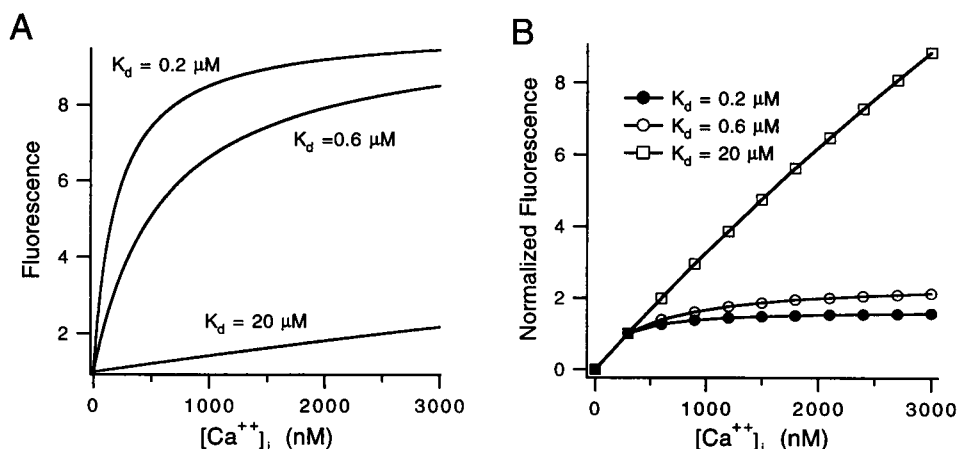 A
Fluorescence
8
6
4
2
K_d = 0.2 μM
K_d =0.6 μM
K_d = 20 μM
0 1000 2000 3000
[Ca⁺⁺]_i (nM)
B
Normalized Fluorescence
8
6
4
2
0
K_d = 0.2 μM
K_d = 0.6 μM
K_d = 20 μM
0 1000 2000 3000
[Ca⁺⁺]_i (nM)